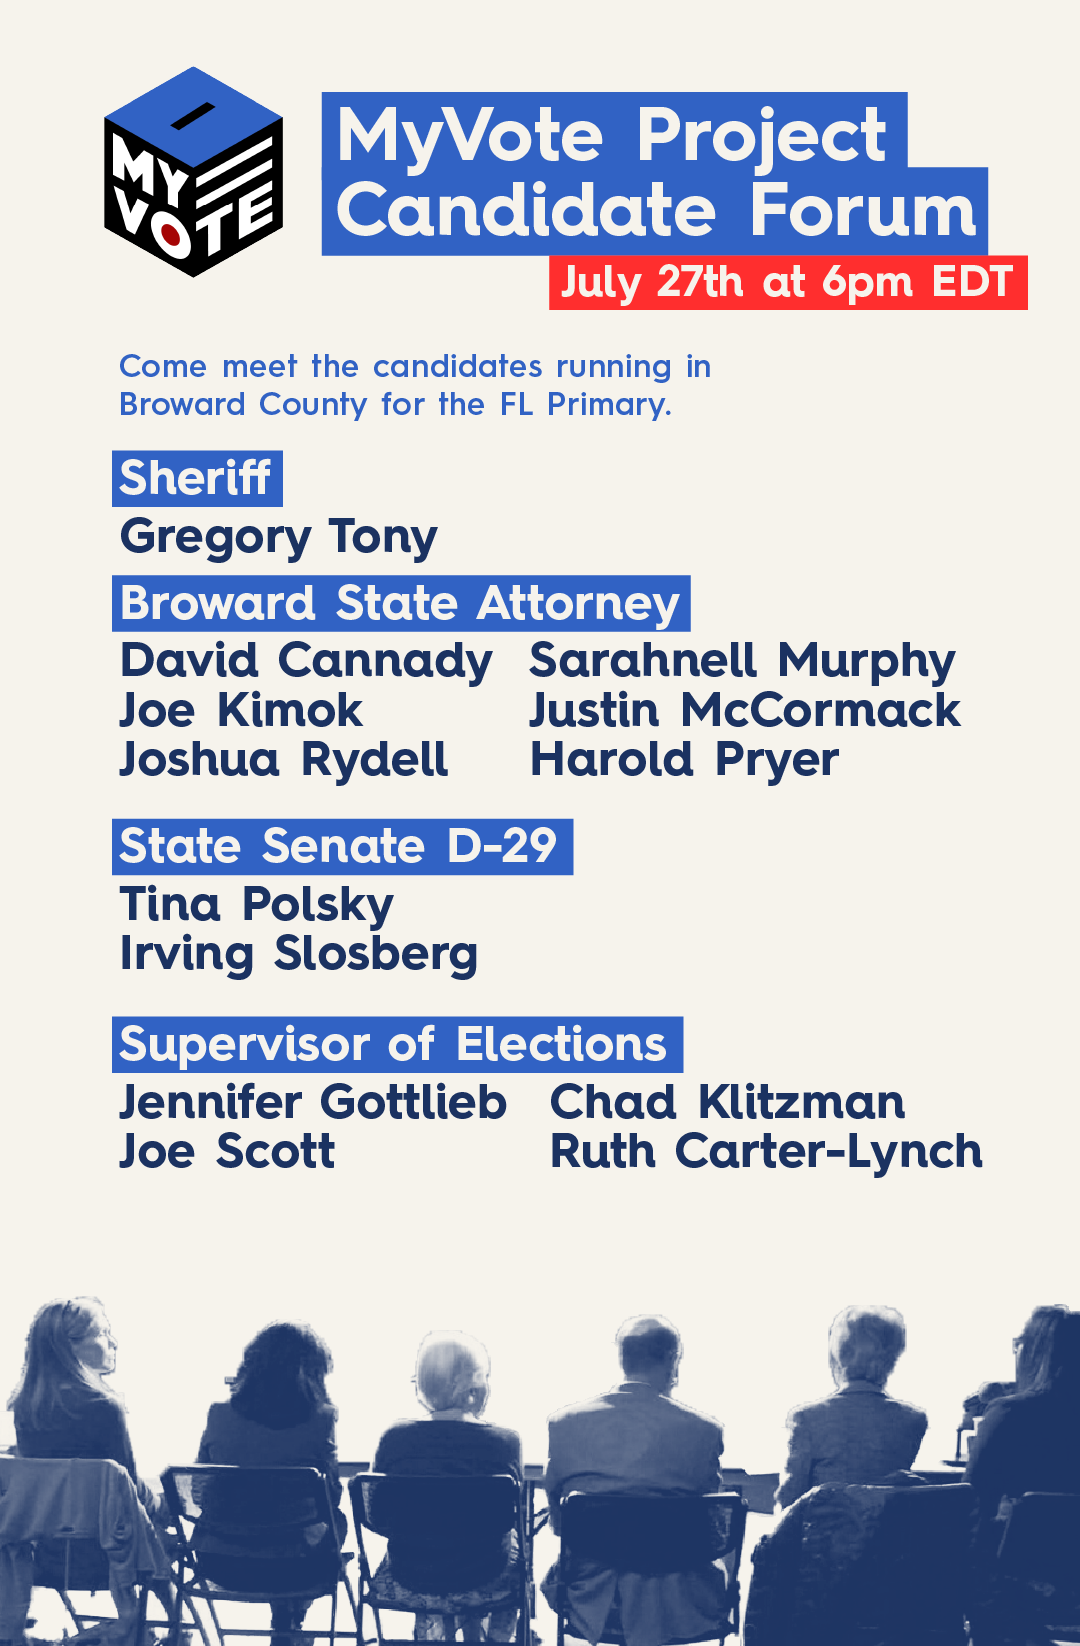 MY
VOTE
MyVote Project
Candidate Forum
July 27th at 6pm EDT
Come meet the candidates running in
Broward County for the FL Primary.
Sheriff
Gregory Tony
Broward State Attorney
David Cannady Sarahnell Murphy
Joe Kimok Justin McCormack
Joshua Rydell Harold Pryer
State Senate D-29
Tina Polsky
Irving Slosberg
Supervisor of Elections
Jennifer Gottlieb Chad Klitzman
Joe Scott Ruth Carter-Lynch